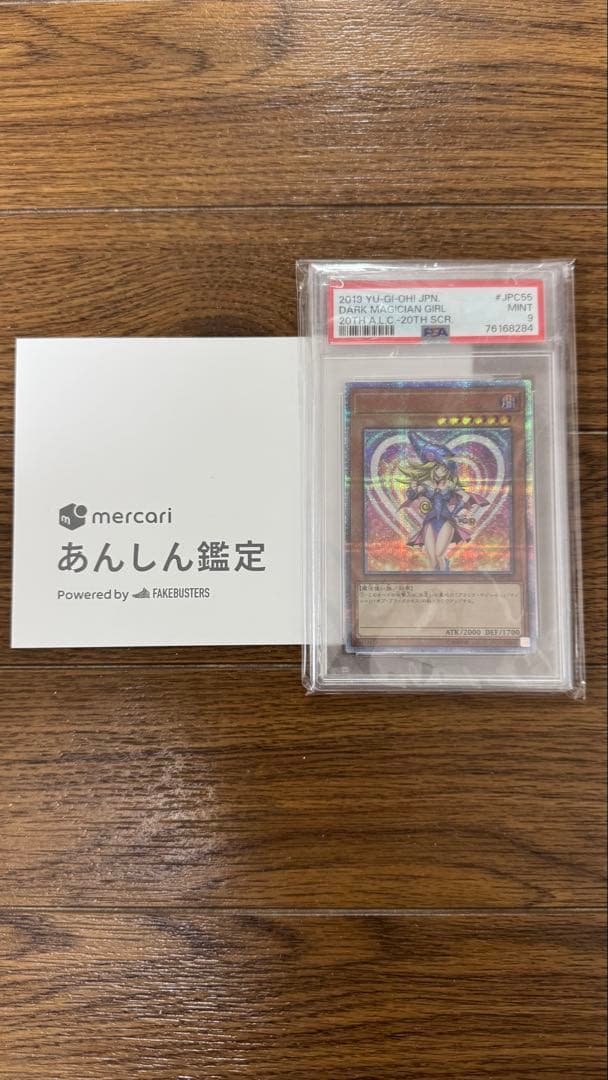 mercari
あんしん鑑定
Powered by FAKEBUSTERS
2019 YU-GI-OH! JPN. #JPC55
DARK MAGICIAN GIRL MINT
20TH A.L.C.-20TH SCR. 9
PSA 76168284
ATK/2000 DEF/1700